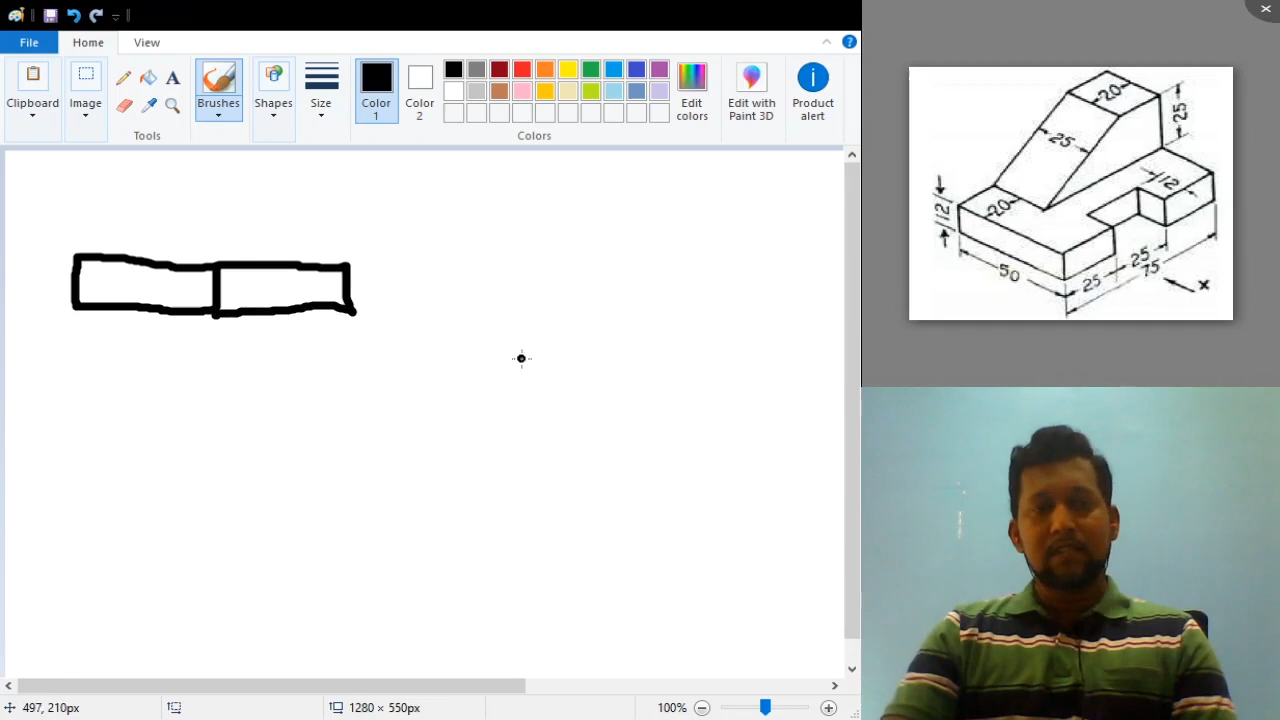 File Home View
Clipboard Image Brushes Shapes Size Color 1 Color 2 Edit colors Edit with Paint 3D Product alert
Tools Colors
20
25
25
12
20
12
50
25
25
75
X
497, 210px 1280 × 550px 100%